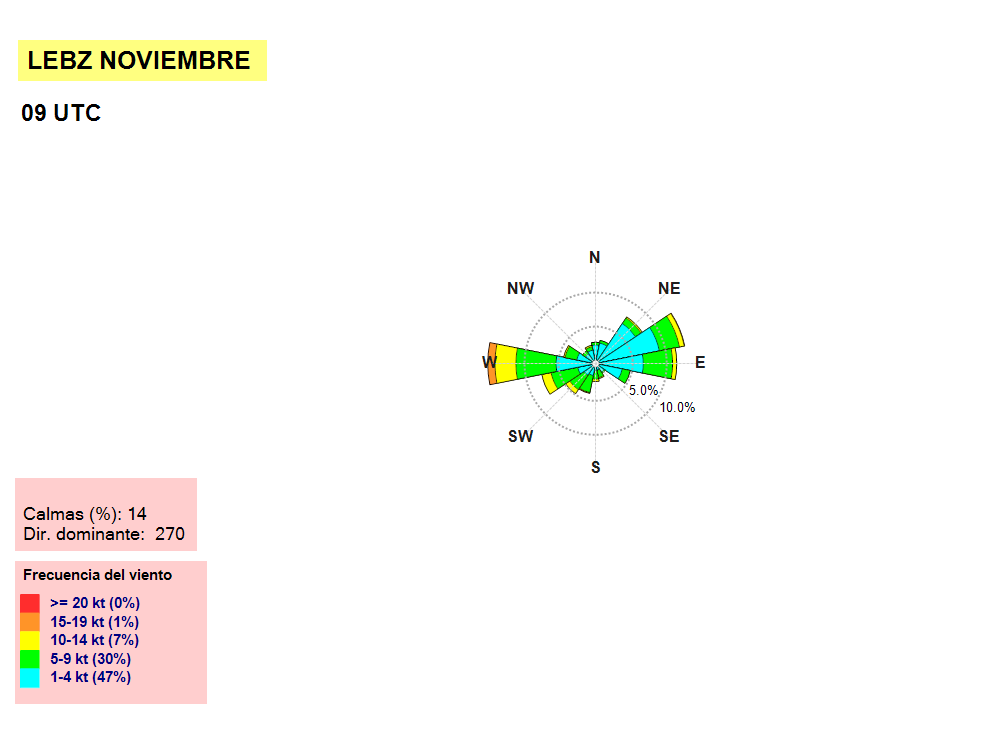 LEBZ NOVIEMBRE
09 UTC
N
NW
NE
W
E
5.0%
10.0%
SW
SE
S
Calmas (%): 14
Dir. dominante: 270
Frecuencia del viento
>= 20 kt (0%)
15-19 kt (1%)
10-14 kt (7%)
5-9 kt (30%)
1-4 kt (47%)